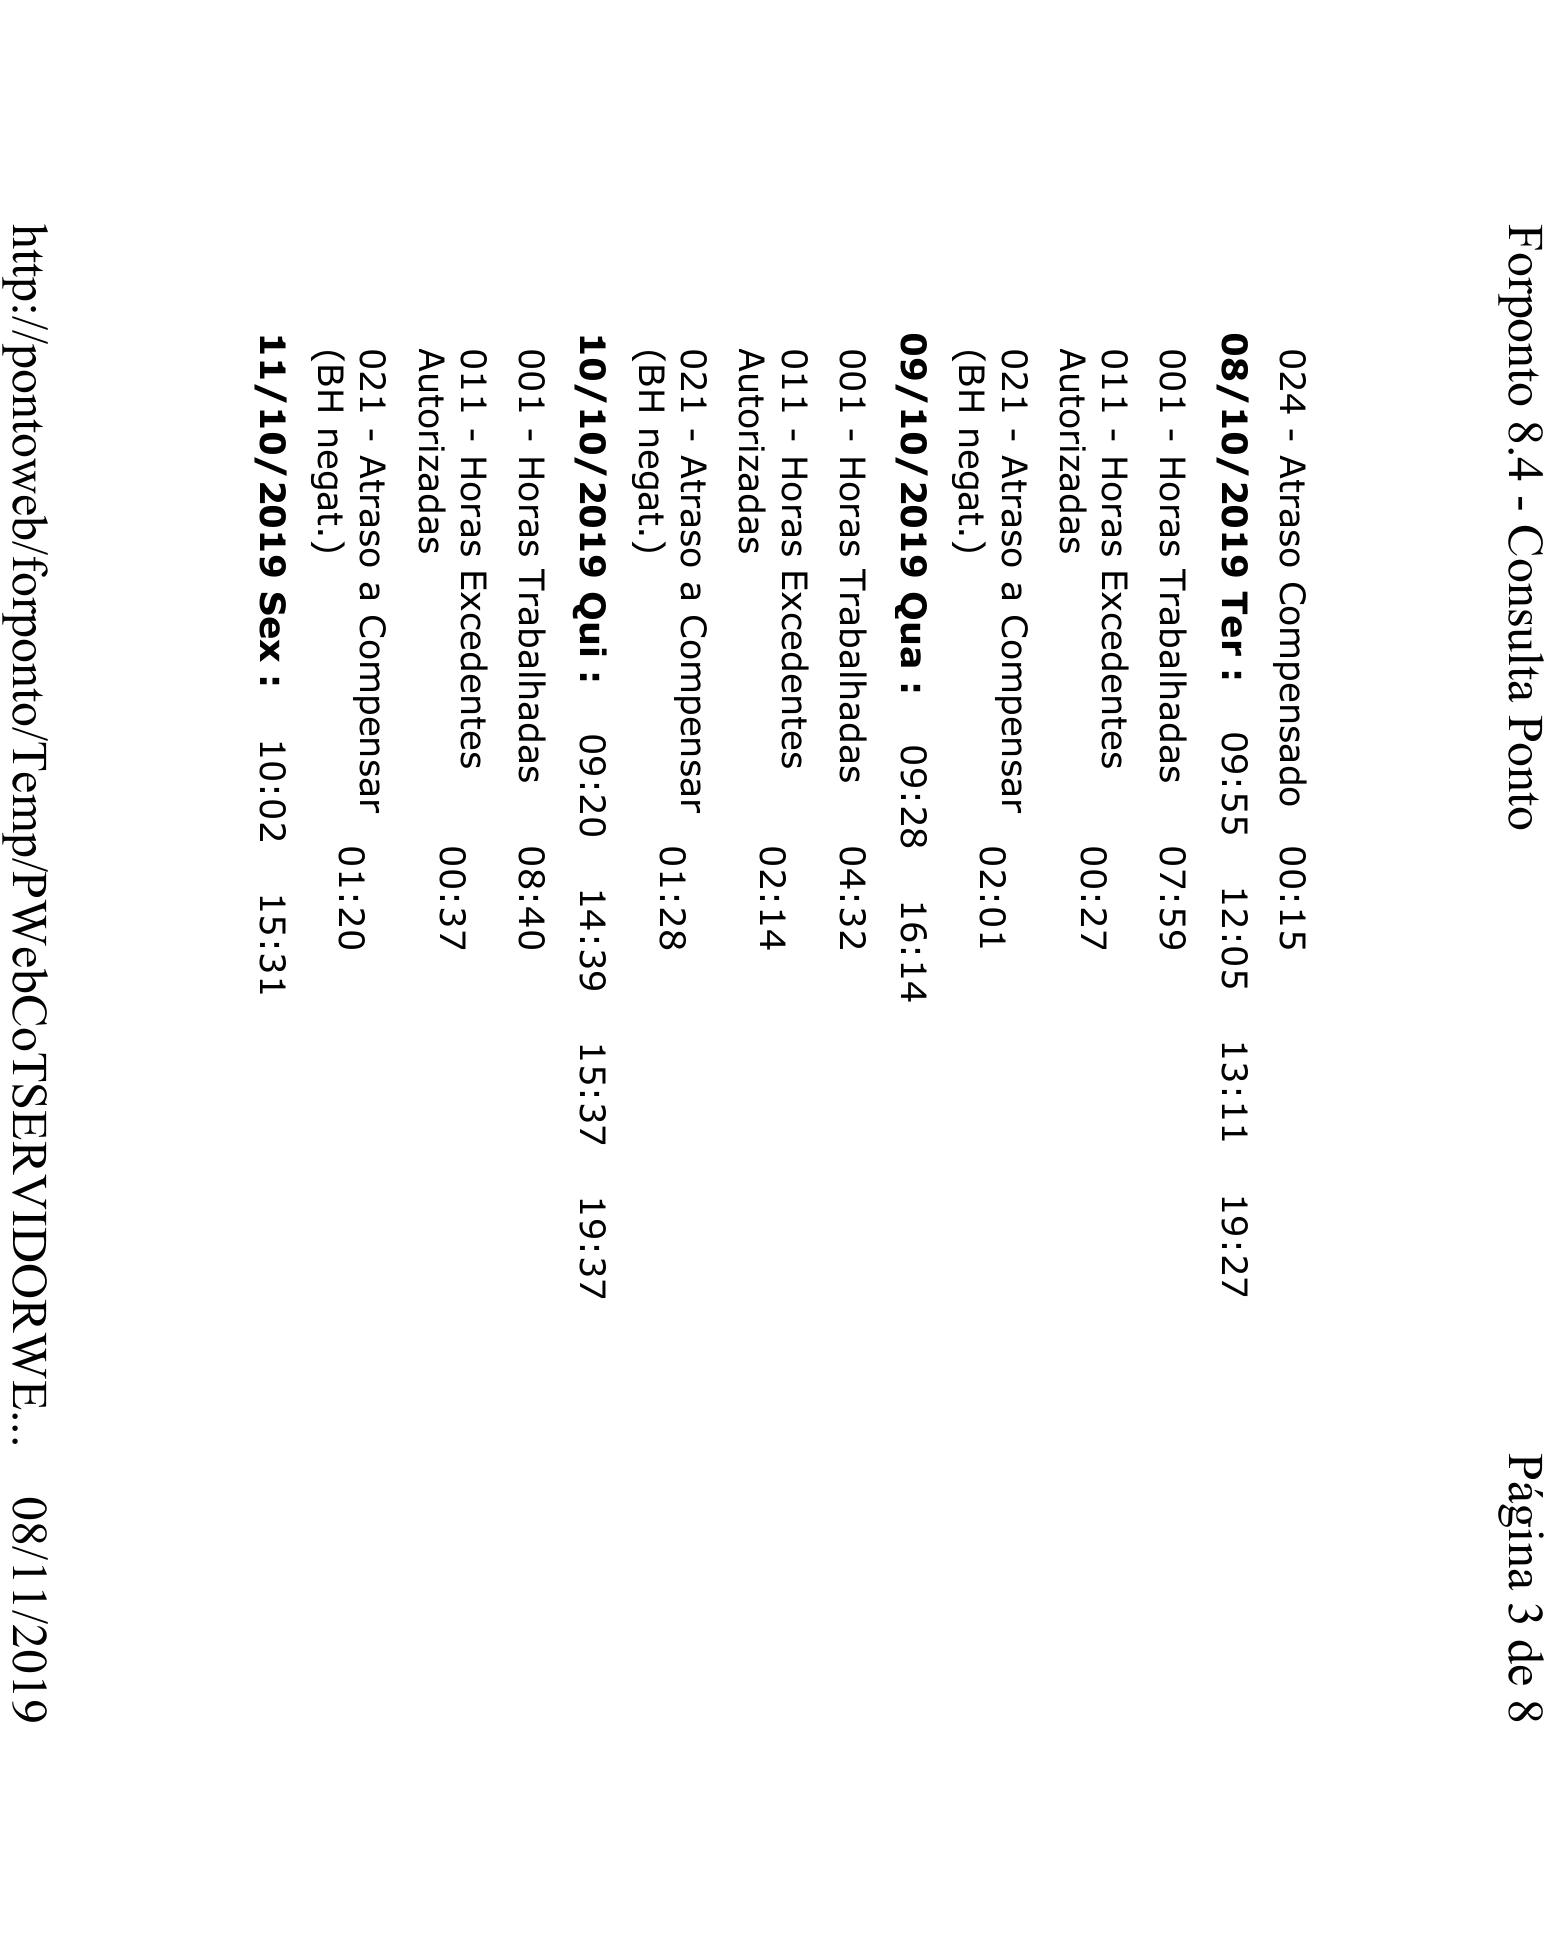 Forponto 8.4 - Consulta Ponto Página 3 de 8
024 - Atraso Compensado 00:15
08/10/2019 Ter : 09:55 12:05 13:11 19:27
001 - Horas Trabalhadas 07:59
011 - Horas Excedentes
Autorizadas 00:27
021 - Atraso a Compensar
(BH negat.) 02:01
09/10/2019 Qua : 09:28 16:14
001 - Horas Trabalhadas 04:32
011 - Horas Excedentes
Autorizadas 02:14
021 - Atraso a Compensar
(BH negat.) 01:28
10/10/2019 Qui : 09:20 14:39 15:37 19:37
001 - Horas Trabalhadas 08:40
011 - Horas Excedentes
Autorizadas 00:37
021 - Atraso a Compensar
(BH negat.) 01:20
11/10/2019 Sex : 10:02 15:31
http://pontoweb/forponto/Temp/PWebCoTSERVIDORWE... 08/11/2019